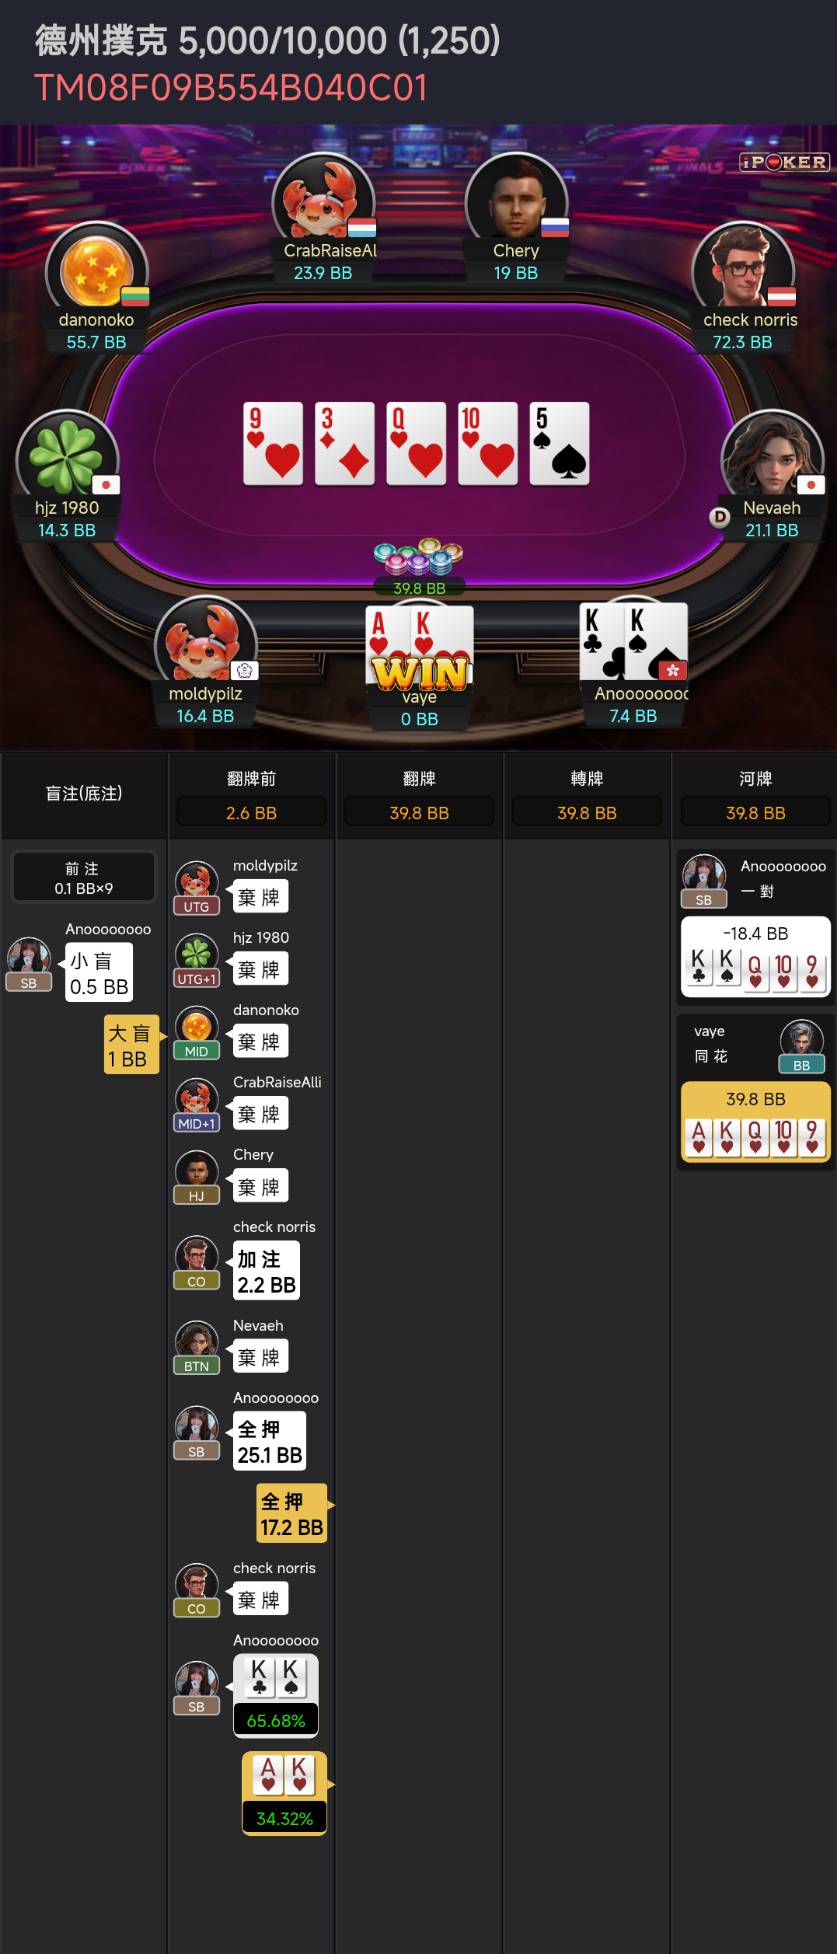 德州撲克 5,000/10,000 (1,250)
TM08F09B554B040C01
iPOKER
CrabRaiseAl
23.9 BB
Chery
19 BB
danonoko
55.7 BB
check norris
72.3 BB
9 3 Q 10 5
hjz 1980
14.3 BB
D
Nevaeh
21.1 BB
39.8 BB
A K
WIN
K K
moldypilz
16.4 BB
vaye
0 BB
Anoooooooo
7.4 BB
盲注(底注)
翻牌前
2.6 BB
翻牌
39.8 BB
轉牌
39.8 BB
河牌
39.8 BB
前注
0.1 BB×9
Anoooooooo
SB
小盲
0.5 BB
大盲
1 BB
moldypilz
UTG
棄牌
hjz 1980
UTG+1
棄牌
danonoko
MID
棄牌
CrabRaiseAlli
MID+1
棄牌
Chery
HJ
棄牌
check norris
CO
加注
2.2 BB
Nevaeh
BTN
棄牌
Anoooooooo
SB
全押
25.1 BB
全押
17.2 BB
check norris
CO
棄牌
Anoooooooo
SB
K K
65.68%
A K
34.32%
Anoooooooo
SB
一對
-18.4 BB
K K Q 10 9
vaye
同花
BB
39.8 BB
A K Q 10 9